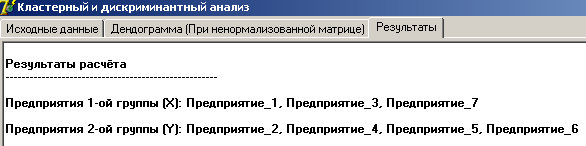 Кластерный и дискриминантный анализ
Исходные данные Дендограмма (При ненормализованной матрице) Результаты
Результаты расчёта
----------------------------------------------------
Предприятия 1-ой группы (X): Предприятие_1, Предприятие_3, Предприятие_7
Предприятия 2-ой группы (Y): Предприятие_2, Предприятие_4, Предприятие_5, Предприятие_6